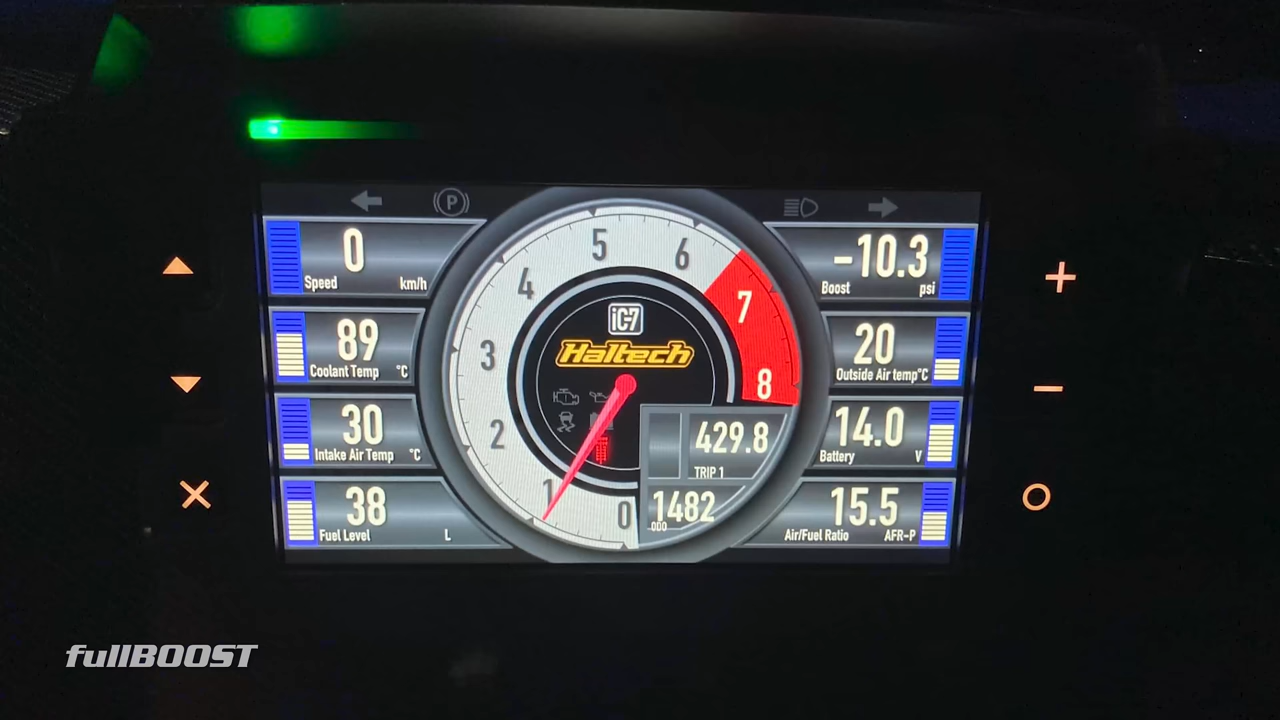 P
0
Speed km/h
89
Coolant Temp °C
30
Intake Air Temp °C
38
Fuel Level L
0
1
2
3
4
5
6
7
8
iC-7
Haltech
429.8
TRIP 1
1482
ODO
-10.3
Boost psi
20
Outside Air temp°C
14.0
Battery V
15.5
Air/Fuel Ratio AFR-P
fullBOOST